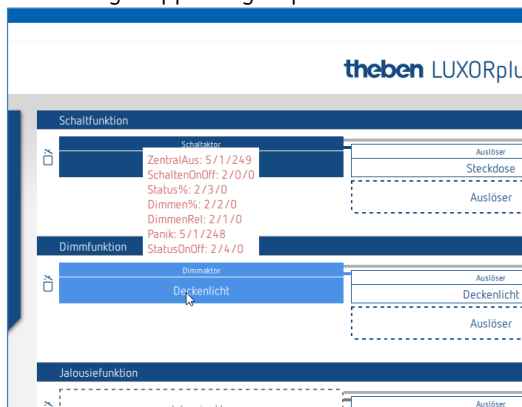 theben LUXORplu
Schaltfunktion
Schaltaktor
ZentralAus: 5/1/249
SchaltenOnOff: 2/0/0
Status%: 2/3/0
Dimmen%: 2/2/0
DimmenRel: 2/1/0
Panik: 5/1/248
StatusOnOff: 2/4/0
Auslöser
Steckdose
Auslöser
Dimmfunktion
Dimmaktor
Deckenlicht
Auslöser
Deckenlicht
Auslöser
Jalousiefunktion
Auslöser